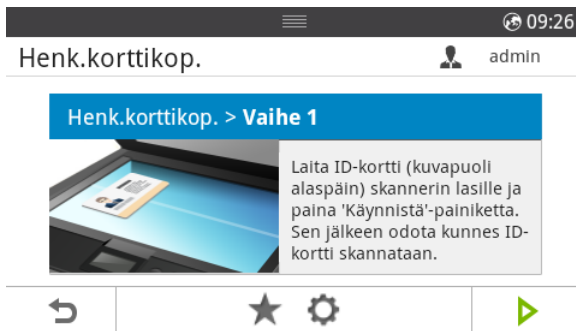 09:26
Henk.korttikop.
admin
Henk.korttikop. > Vaihe 1
Laita ID-kortti (kuvapuoli
alaspäin) skannerin lasille ja
paina 'Käynnistä'-painiketta.
Sen jälkeen odota kunnes ID-
kortti skannataan.